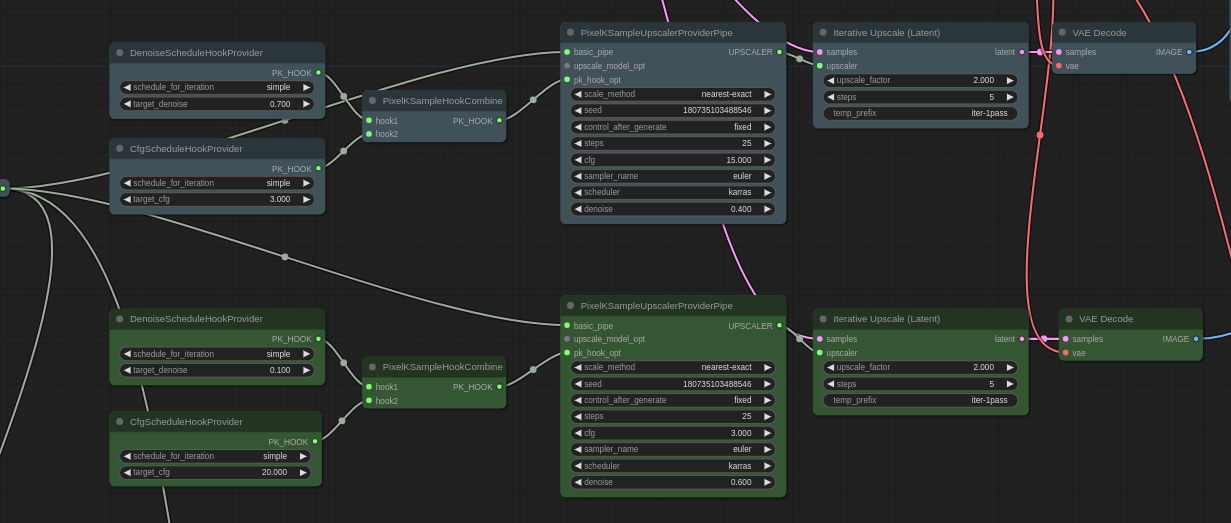 DenoiseScheduleHookProvider
PK_HOOK
schedule_for_iteration simple
target_denoise 0.700
CfgScheduleHookProvider
PK_HOOK
schedule_for_iteration simple
target_cfg 3.000
PixelKSampleHookCombine
hook1 PK_HOOK
hook2
PixelKSampleUpscalerProviderPipe
basic_pipe UPSCALER
upscale_model_opt
pk_hook_opt
scale_method nearest-exact
seed 180735103488546
control_after_generate fixed
steps 25
cfg 15.000
sampler_name euler
scheduler karras
denoise 0.400
Iterative Upscale (Latent)
samples latent
upscaler
upscale_factor 2.000
steps 5
temp_prefix iter-1pass
VAE Decode
samples IMAGE
vae
DenoiseScheduleHookProvider
PK_HOOK
schedule_for_iteration simple
target_denoise 0.100
CfgScheduleHookProvider
PK_HOOK
schedule_for_iteration simple
target_cfg 20.000
PixelKSampleHookCombine
hook1 PK_HOOK
hook2
PixelKSampleUpscalerProviderPipe
basic_pipe UPSCALER
upscale_model_opt
pk_hook_opt
scale_method nearest-exact
seed 180735103488546
control_after_generate fixed
steps 25
cfg 3.000
sampler_name euler
scheduler karras
denoise 0.600
Iterative Upscale (Latent)
samples latent
upscaler
upscale_factor 2.000
steps 5
temp_prefix iter-1pass
VAE Decode
samples IMAGE
vae